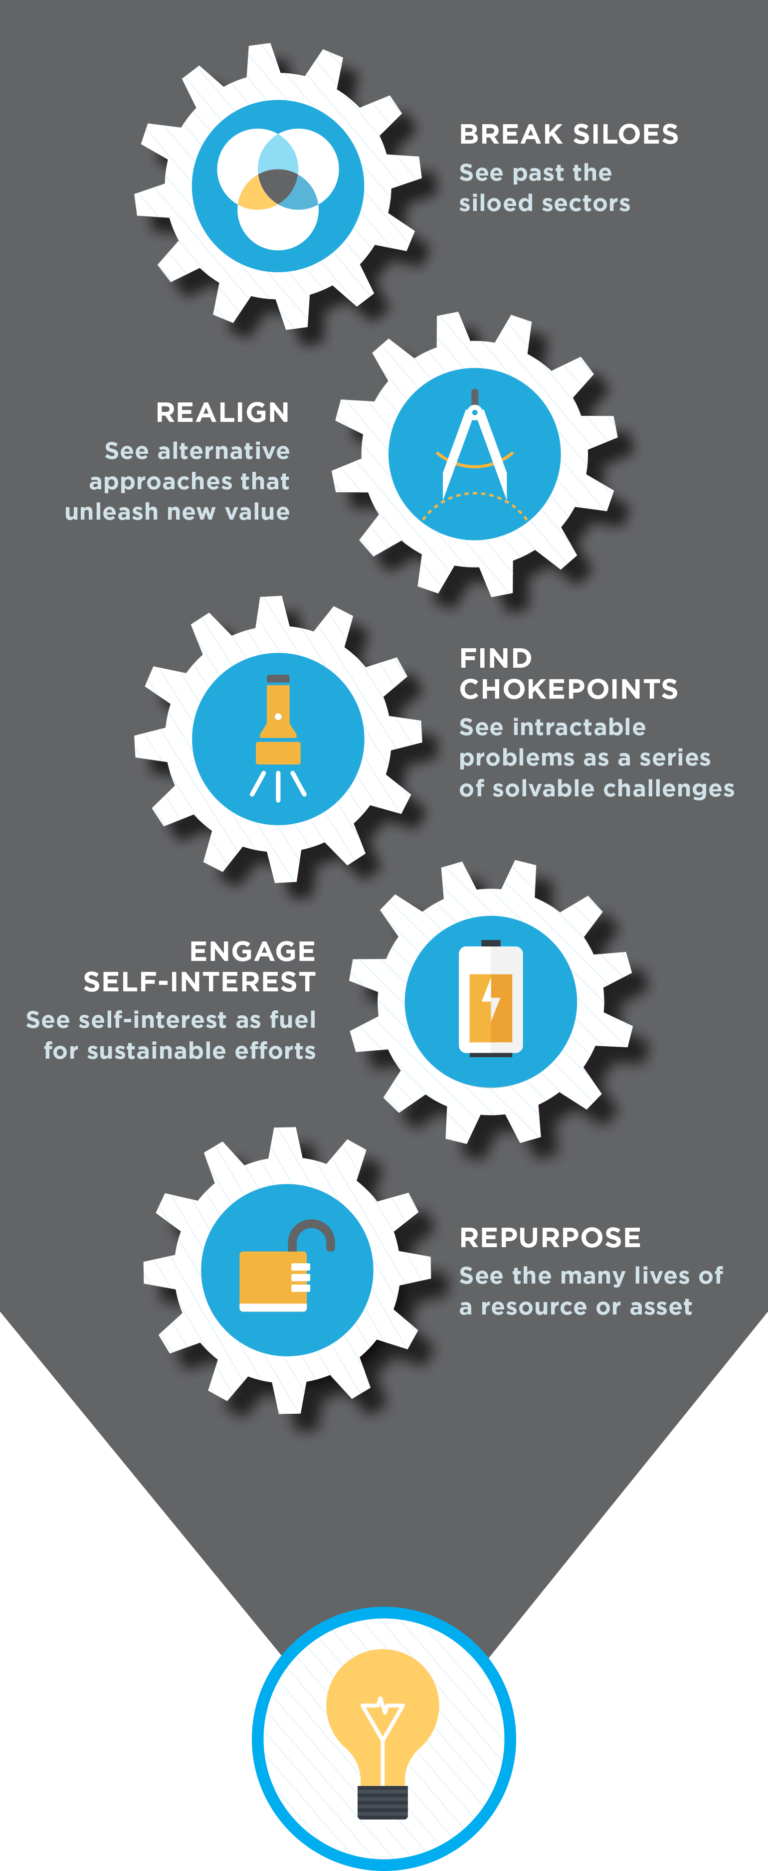 BREAK SILOES
See past the
siloed sectors
REALIGN
See alternative
approaches that
unleash new value
FIND
CHOKEPOINTS
See intractable
problems as a series
of solvable challenges
ENGAGE
SELF-INTEREST
See self-interest as fuel
for sustainable efforts
REPURPOSE
See the many lives of
a resource or asset